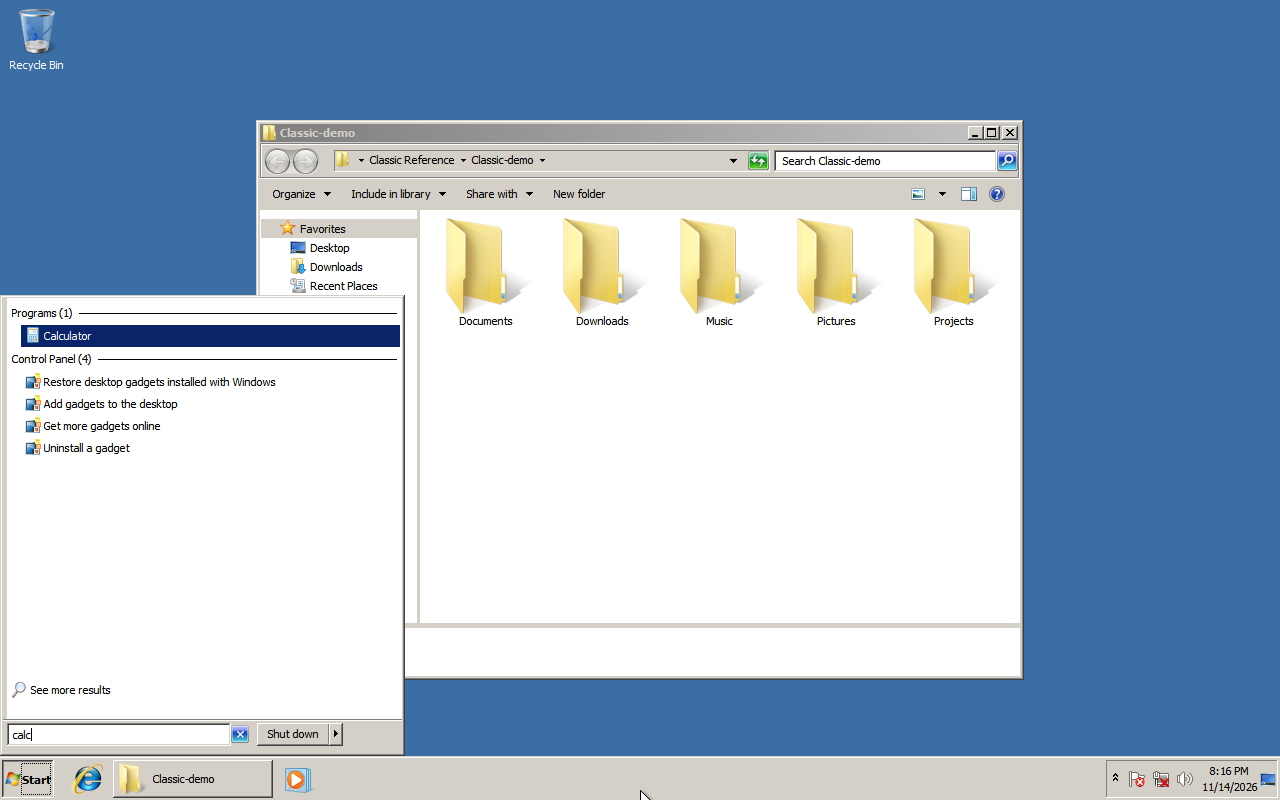 Recycle Bin
Classic-demo
Classic Reference Classic-demo
Search Classic-demo
Organize Include in library Share with New folder
Favorites
Desktop
Downloads
Recent Places
Documents Downloads Music Pictures Projects
Programs (1)
Calculator
Control Panel (4)
Restore desktop gadgets installed with Windows
Add gadgets to the desktop
Get more gadgets online
Uninstall a gadget
See more results
calc
Shut down
Start
Classic-demo
8:16 PM
11/14/2026